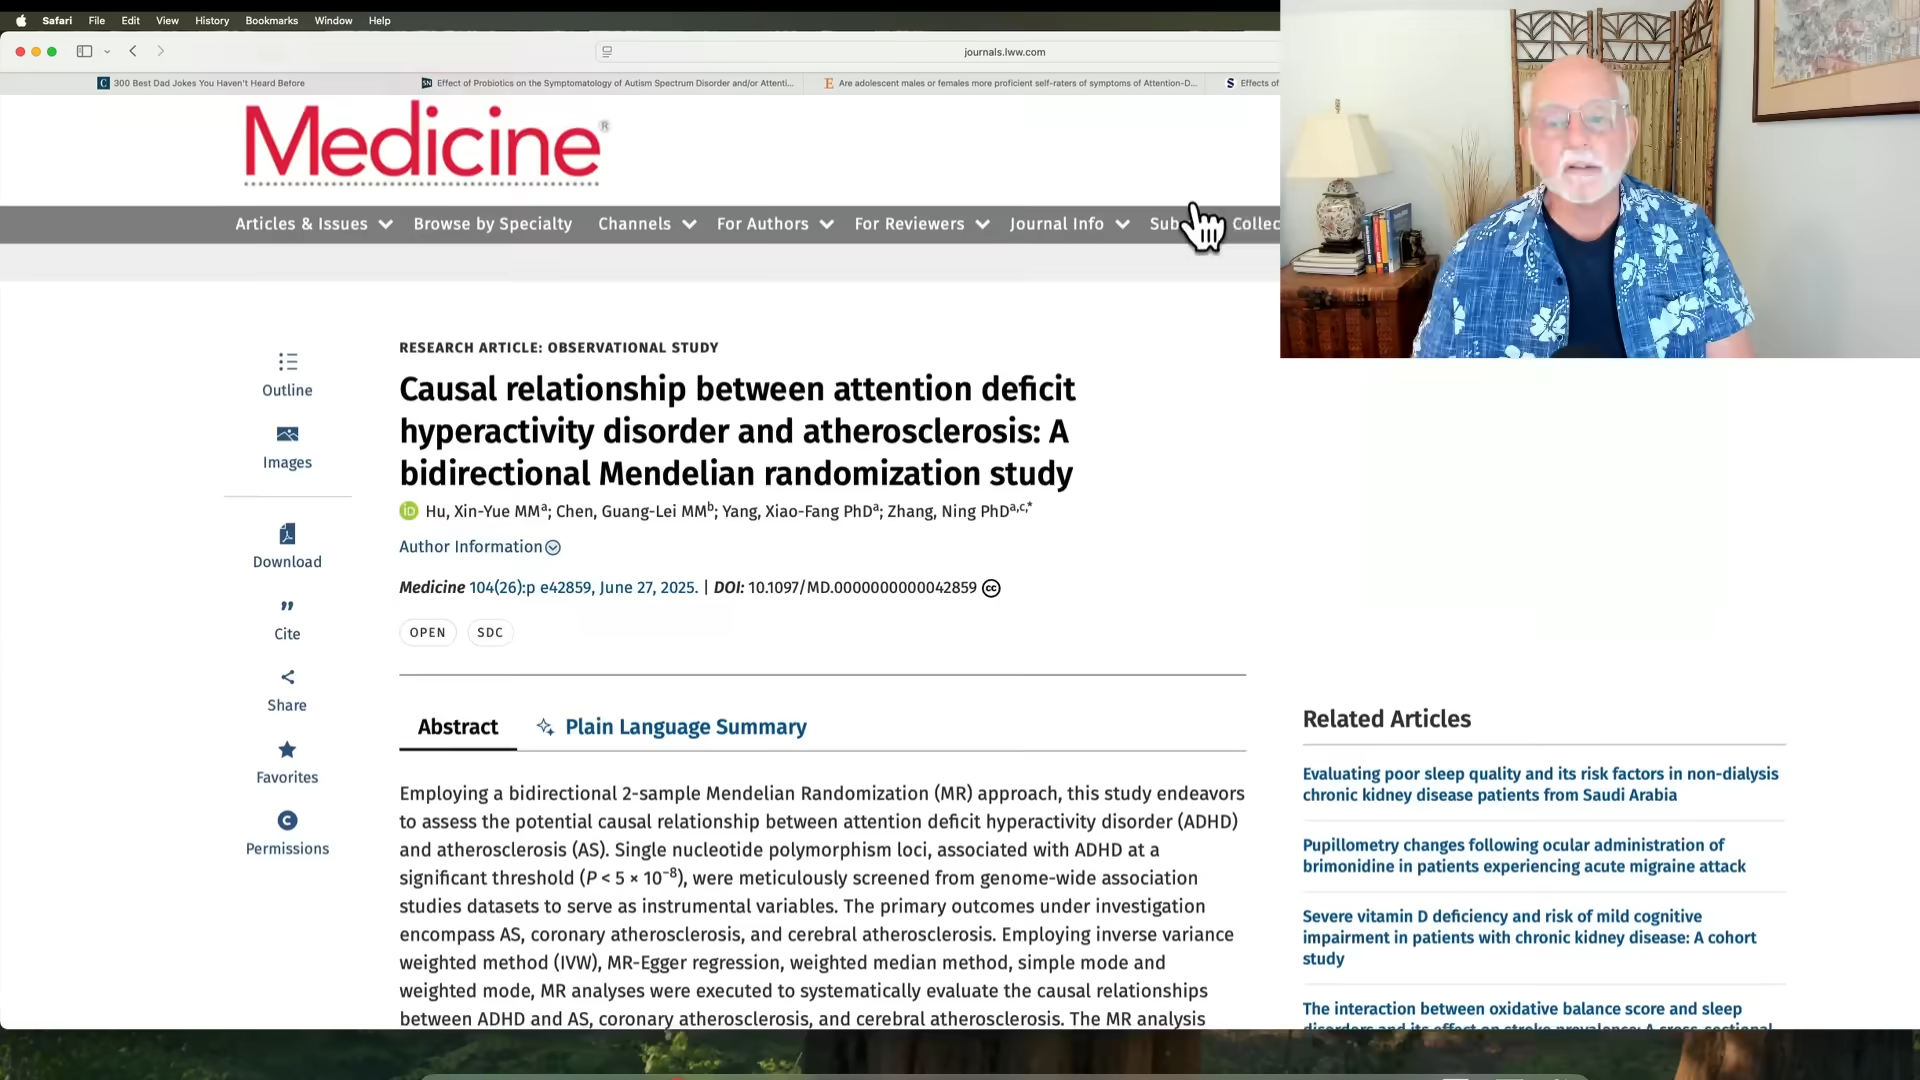 Safari File Edit View History Bookmarks Window Help
journals.lww.com
300 Best Dad Jokes You Haven't Heard Before
Effect of Probiotics on the Symptomatology of Autism Spectrum Disorder and/or Attenti...
Are adolescent males or females more proficient self-raters of symptoms of Attention-D...
Effects of
Medicine®
Articles & Issues Browse by Specialty Channels For Authors For Reviewers Journal Info
Outline
Images
Download
Cite
Share
Favorites
Permissions
RESEARCH ARTICLE: OBSERVATIONAL STUDY
Causal relationship between attention deficit
hyperactivity disorder and atherosclerosis: A
bidirectional Mendelian randomization study
iD Hu, Xin-Yue MMa; Chen, Guang-Lei MMb; Yang, Xiao-Fang PhDa; Zhang, Ning PhDa,c,*
Author Information
Medicine 104(26):p e42859, June 27, 2025. | DOI: 10.1097/MD.0000000000042859 cc
OPEN SDC
Abstract Plain Language Summary
Employing a bidirectional 2-sample Mendelian Randomization (MR) approach, this study endeavors
to assess the potential causal relationship between attention deficit hyperactivity disorder (ADHD)
and atherosclerosis (AS). Single nucleotide polymorphism loci, associated with ADHD at a
significant threshold (P < 5 × 10−8), were meticulously screened from genome-wide association
studies datasets to serve as instrumental variables. The primary outcomes under investigation
encompass AS, coronary atherosclerosis, and cerebral atherosclerosis. Employing inverse variance
weighted method (IVW), MR-Egger regression, weighted median method, simple mode and
weighted mode, MR analyses were executed to systematically evaluate the causal relationships
between ADHD and AS, coronary atherosclerosis, and cerebral atherosclerosis. The MR analysis
Related Articles
Evaluating poor sleep quality and its risk factors in non-dialysis
chronic kidney disease patients from Saudi Arabia
Pupillometry changes following ocular administration of
brimonidine in patients experiencing acute migraine attack
Severe vitamin D deficiency and risk of mild cognitive
impairment in patients with chronic kidney disease: A cohort
study
The interaction between oxidative balance score and sleep
disorders and its effect on stroke prevalence: A cross-sectional